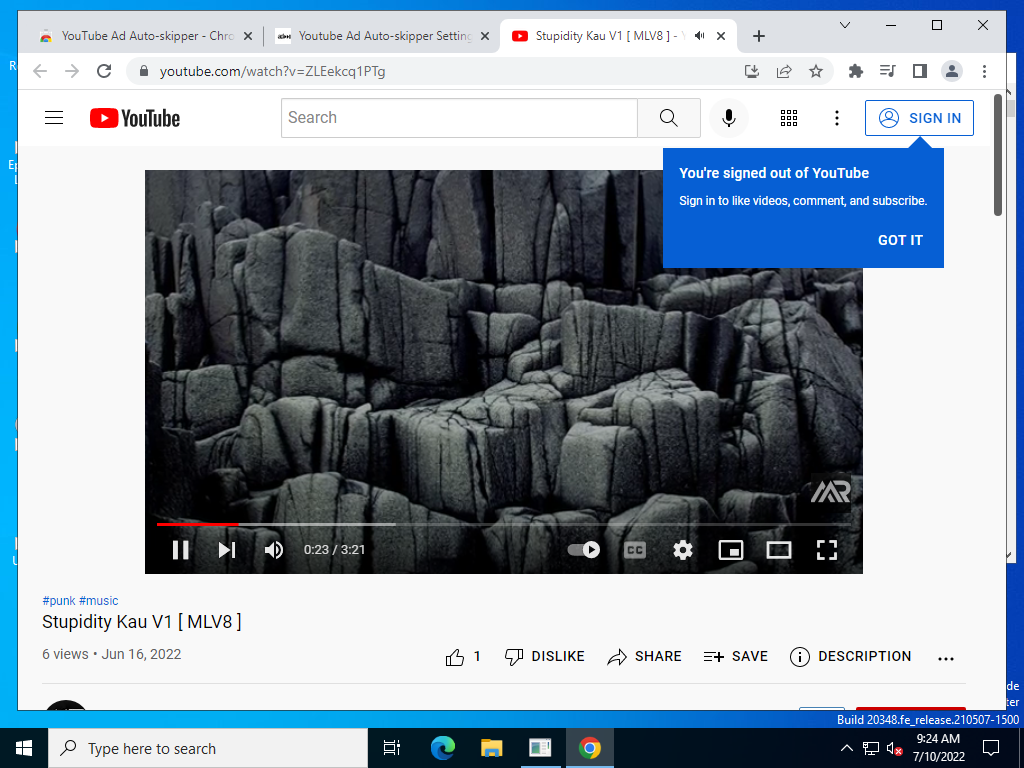 YouTube Ad Auto-skipper - Chro
Youtube Ad Auto-skipper Setting
Stupidity Kau V1 [ MLV8 ] - Y
youtube.com/watch?v=ZLEekcq1PTg
YouTube
Search
SIGN IN
You're signed out of YouTube
Sign in to like videos, comment, and subscribe.
GOT IT
MR
0:23 / 3:21
CC
#punk #music
Stupidity Kau V1 [ MLV8 ]
6 views • Jun 16, 2022
1
DISLIKE
SHARE
SAVE
DESCRIPTION
Build 20348.fe_release.210507-1500
Type here to search
9:24 AM
7/10/2022